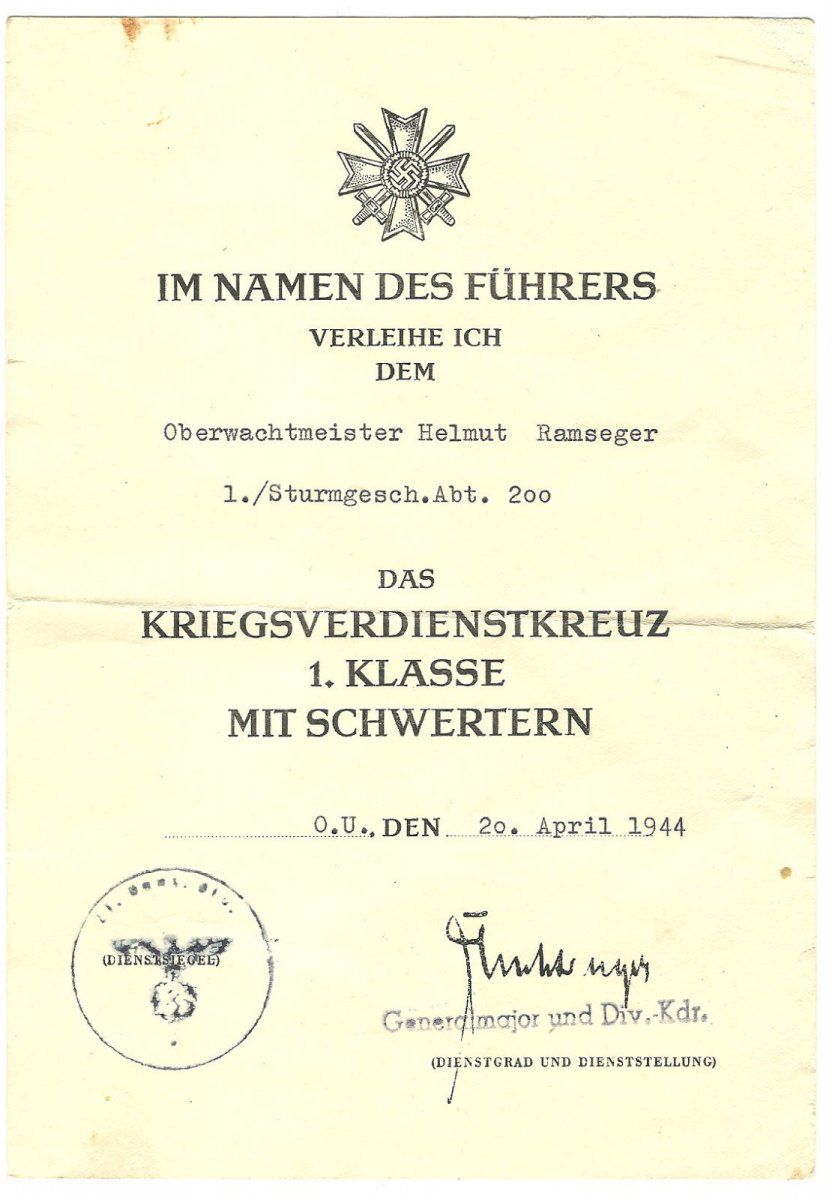 IM NAMEN DES FÜHRERS
VERLEIHE ICH
DEM
Oberwachtmeister Helmut Ramseger
1./Sturmgesch.Abt. 2oo
DAS
KRIEGSVERDIENSTKREUZ
1. KLASSE
MIT SCHWERTERN
O.U., DEN 2o. April 1944
(DIENSTSIEGEL)
Generalmajor und Div.-Kdr.
(DIENSTGRAD UND DIENSTSTELLUNG)